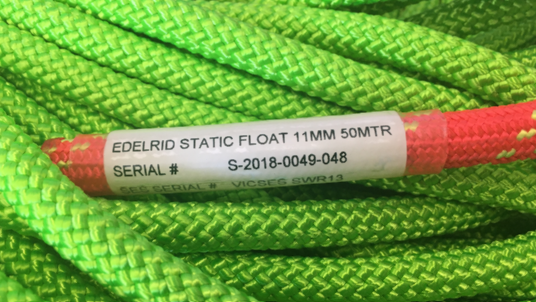 EDELRID STATIC FLOAT 11MM 50MTR
SERIAL # S-2018-0049-048
SES SERIAL # VICSES SWR13